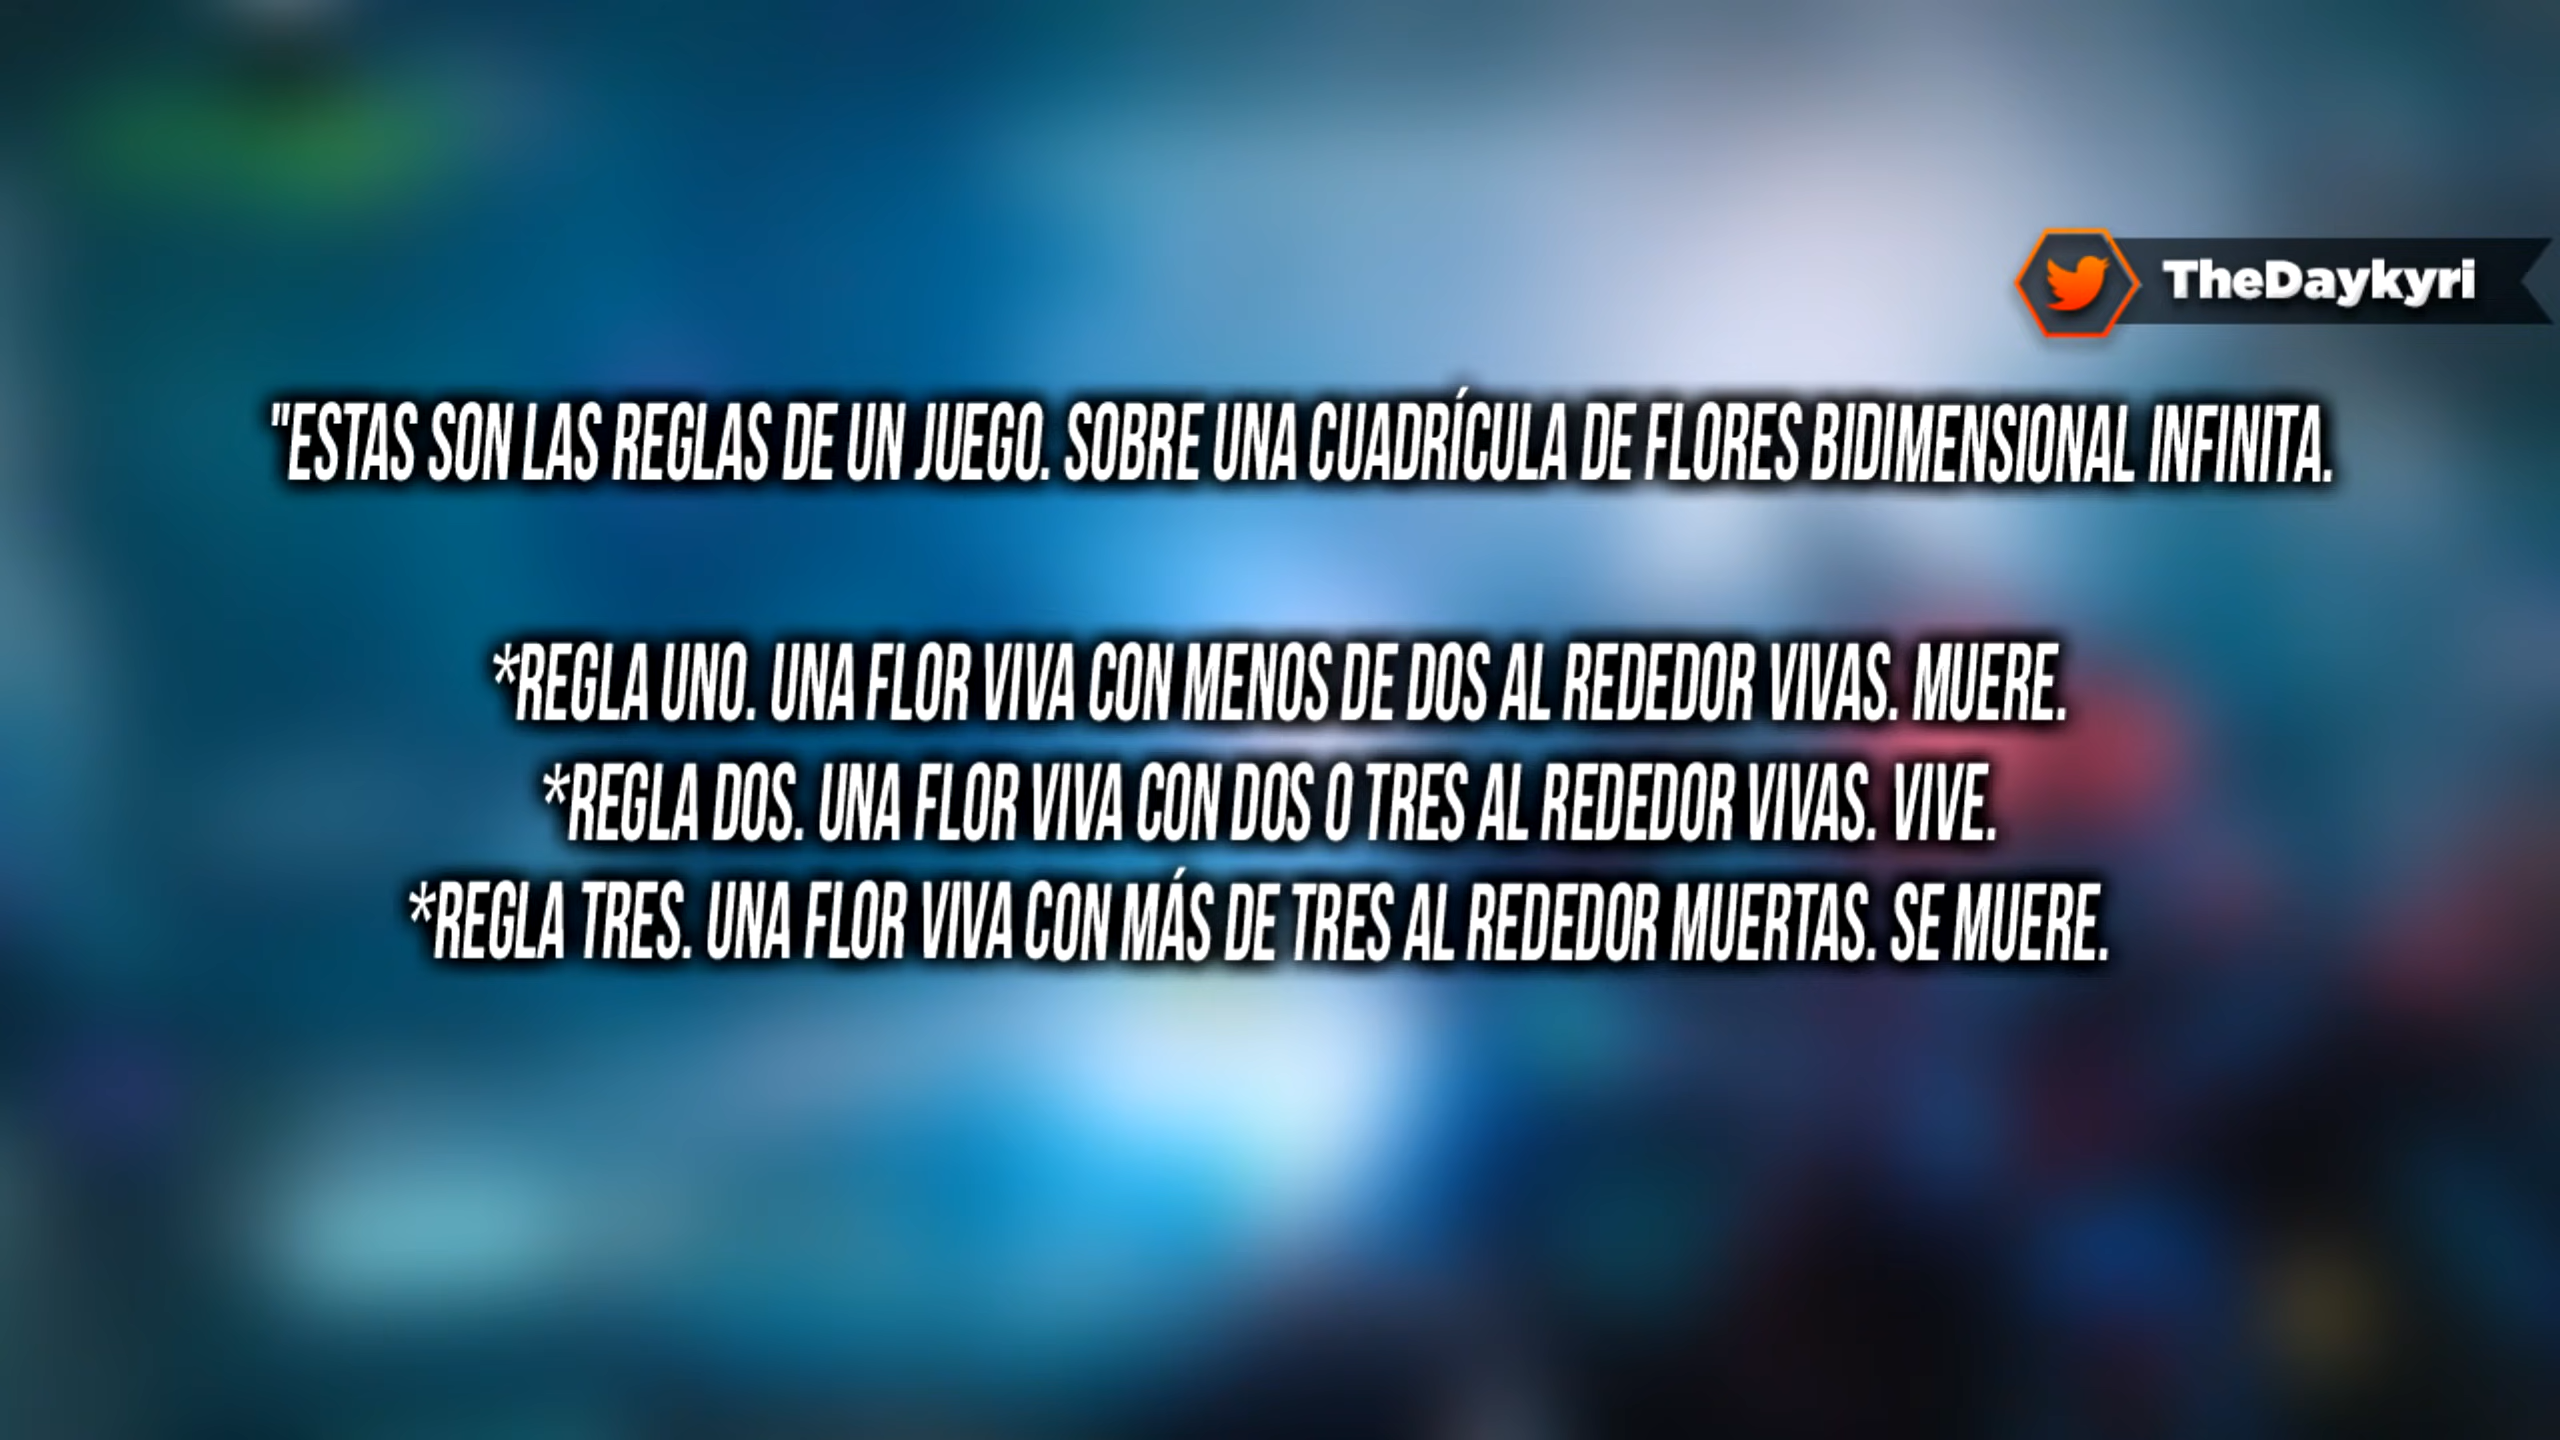 TheDaykyri
"ESTAS SON LAS REGLAS DE UN JUEGO. SOBRE UNA CUADRÍCULA DE FLORES BIDIMENSIONAL INFINITA.
*REGLA UNO. UNA FLOR VIVA CON MENOS DE DOS AL REDEDOR VIVAS. MUERE.
*REGLA DOS. UNA FLOR VIVA CON DOS O TRES AL REDEDOR VIVAS. VIVE.
*REGLA TRES. UNA FLOR VIVA CON MÁS DE TRES AL REDEDOR MUERTAS. SE MUERE.